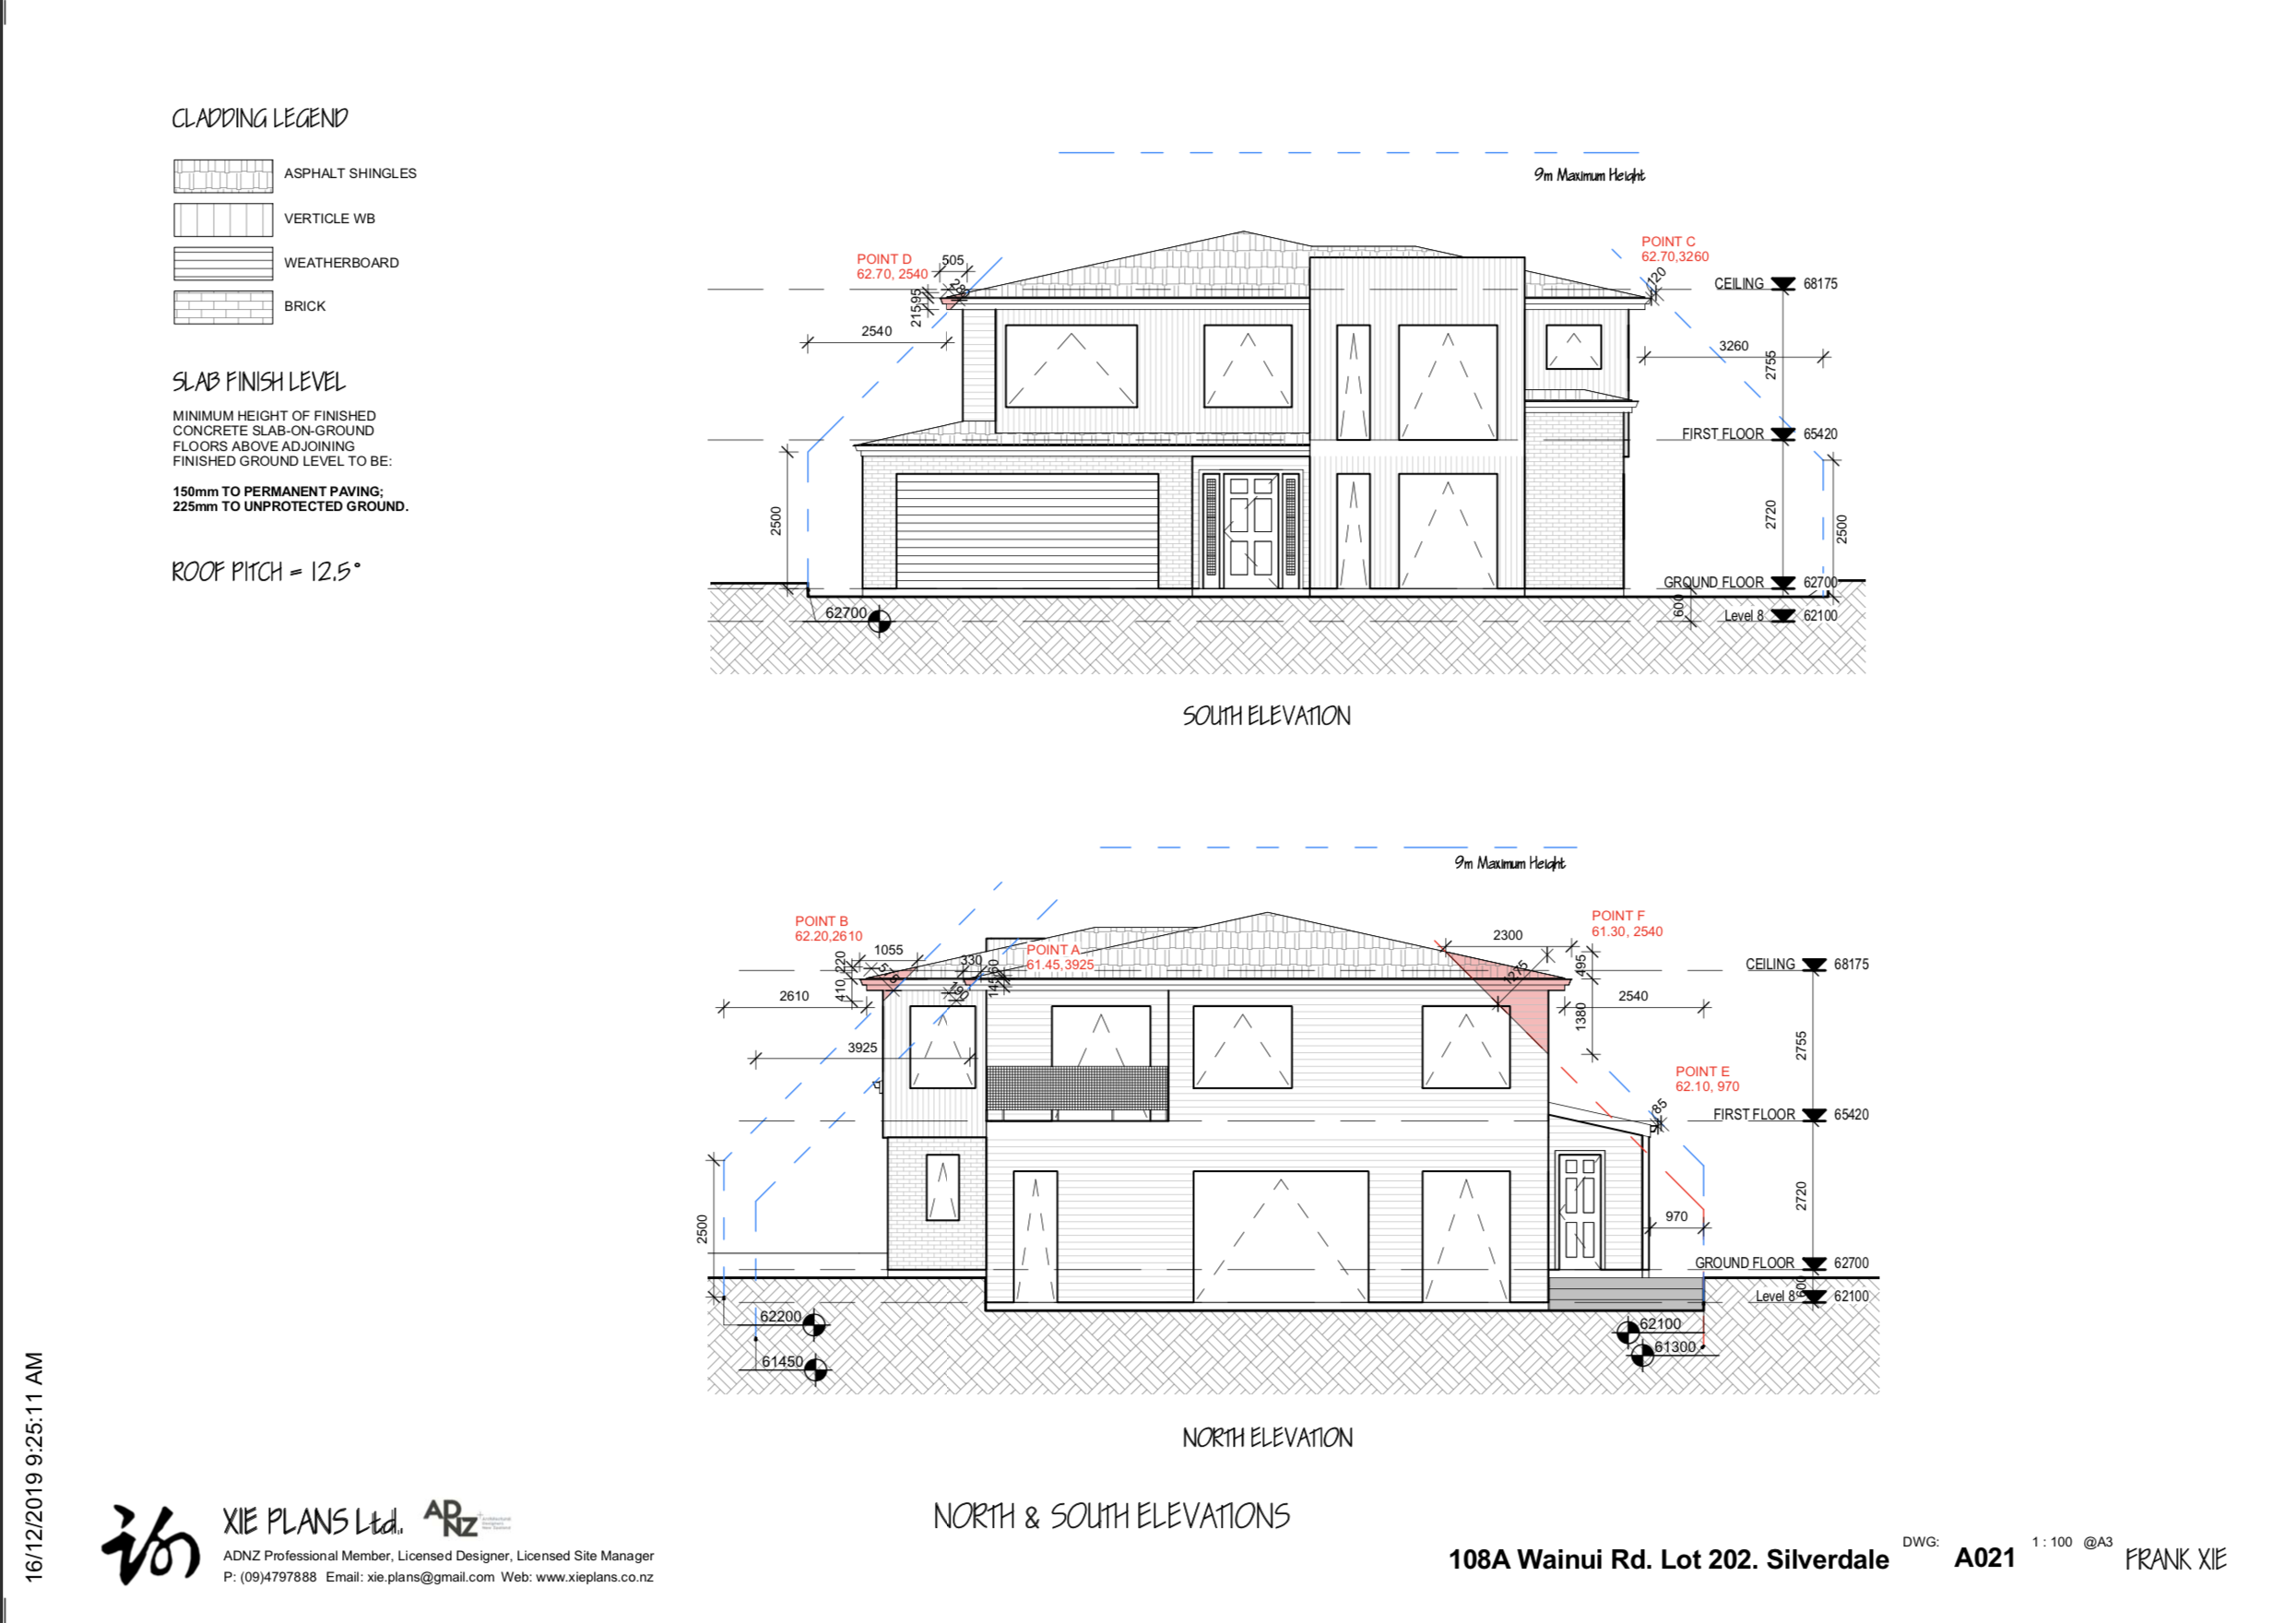 CLADDING LEGEND
ASPHALT SHINGLES
VERTICLE WB
WEATHERBOARD
BRICK
SLAB FINISH LEVEL
MINIMUM HEIGHT OF FINISHED
CONCRETE SLAB-ON-GROUND
FLOORS ABOVE ADJOINING
FINISHED GROUND LEVEL TO BE:
150mm TO PERMANENT PAVING;
225mm TO UNPROTECTED GROUND.
ROOF PITCH = 12.5°
9m Maximum Height
POINT D
62.70, 2540
505
21595
2540
2500
62700
POINT C
62.70,3260
120
3260
CEILING 68175
2755
FIRST FLOOR 65420
2720
2500
GROUND FLOOR 62700
600
Level 8 62100
SOUTH ELEVATION
9m Maximum Height
POINT B
62.20,2610
1055
220
410
2610
3925
2500
POINT A
61.45,3925
330
62200
61450
POINT F
61.30, 2540
2300
1275
495
1380
2540
CEILING 68175
2755
POINT E
62.10, 970
85
FIRST FLOOR 65420
2720
970
GROUND FLOOR 62700
600
Level 8 62100
62100
61300
NORTH ELEVATION
16/12/2019 9:25:11 AM
XIE PLANS Ltd.
ADNZ
ADNZ Professional Member, Licensed Designer, Licensed Site Manager
P: (09)4797888 Email: xie.plans@gmail.com Web: www.xieplans.co.nz
NORTH & SOUTH ELEVATIONS
108A Wainui Rd. Lot 202. Silverdale
DWG: A021
1 : 100 @A3
FRANK XIE